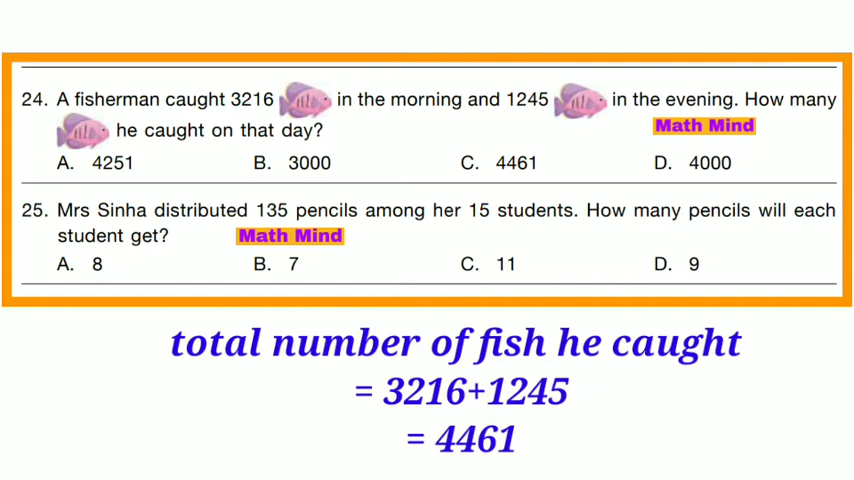 24. A fisherman caught 3216 in the morning and 1245 in the evening. How many
he caught on that day?
Math Mind
A. 4251 B. 3000 C. 4461 D. 4000
25. Mrs Sinha distributed 135 pencils among her 15 students. How many pencils will each
student get? Math Mind
A. 8 B. 7 C. 11 D. 9
total number of fish he caught
= 3216+1245
= 4461